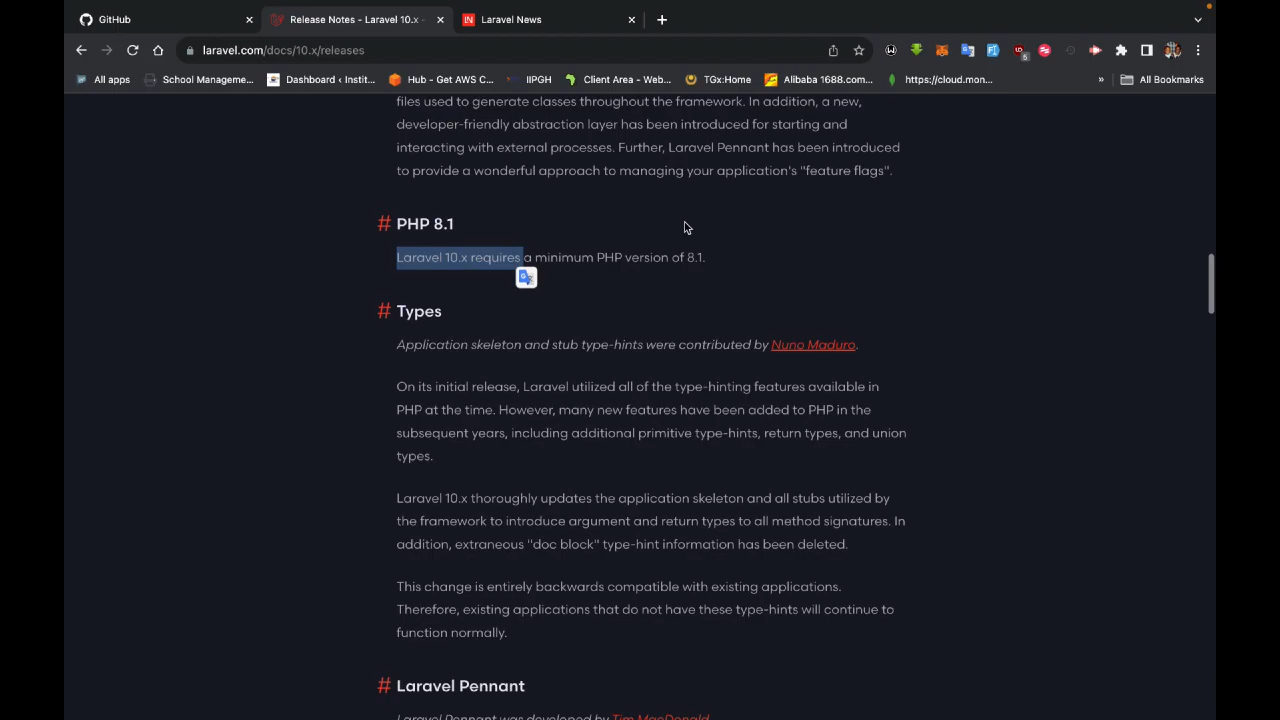 GitHub
Release Notes - Laravel 10.x -
Laravel News
laravel.com/docs/10.x/releases
5
All apps
School Manageme...
Dashboard ‹ Instit...
Hub - Get AWS C...
IIPGH
Client Area - Web...
TGx:Home
Alibaba 1688.com...
https://cloud.mon...
»
All Bookmarks
files used to generate classes throughout the framework. In addition, a new,
developer-friendly abstraction layer has been introduced for starting and
interacting with external processes. Further, Laravel Pennant has been introduced
to provide a wonderful approach to managing your application's "feature flags".
# PHP 8.1
Laravel 10.x requires a minimum PHP version of 8.1.
# Types
Application skeleton and stub type-hints were contributed by Nuno Maduro.
On its initial release, Laravel utilized all of the type-hinting features available in
PHP at the time. However, many new features have been added to PHP in the
subsequent years, including additional primitive type-hints, return types, and union
types.
Laravel 10.x thoroughly updates the application skeleton and all stubs utilized by
the framework to introduce argument and return types to all method signatures. In
addition, extraneous "doc block" type-hint information has been deleted.
This change is entirely backwards compatible with existing applications.
Therefore, existing applications that do not have these type-hints will continue to
function normally.
# Laravel Pennant
Laravel Pennant was developed by Tim MacDonald.